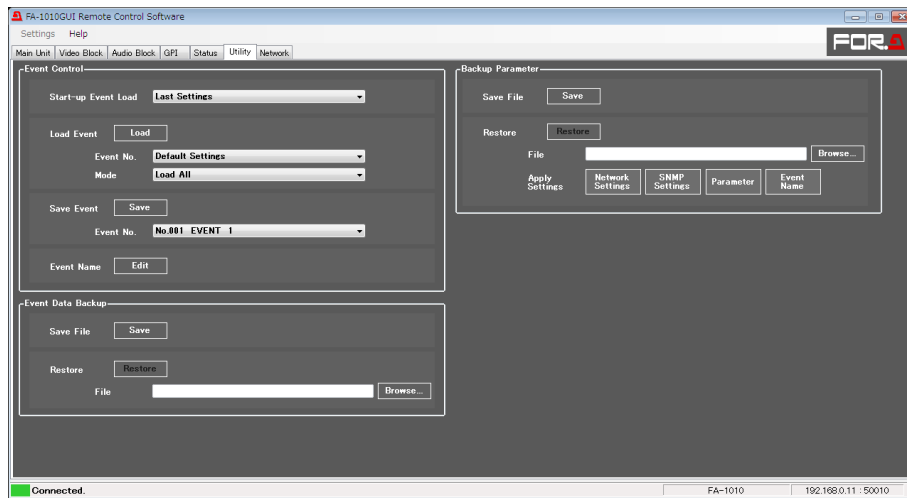 FA-1010GUI Remote Control Software
Settings Help
FOR.A
Main Unit Video Block Audio Block GPI Status Utility Network
Event Control
Start-up Event Load Last Settings
Load Event Load
Event No. Default Settings
Mode Load All
Save Event Save
Event No. No.001 EVENT 1
Event Name Edit
Event Data Backup
Save File Save
Restore Restore
File Browse...
Backup Parameter
Save File Save
Restore Restore
File Browse...
Apply Settings Network Settings SNMP Settings Parameter Event Name
Connected. FA-1010 192.168.0.11 : 50010